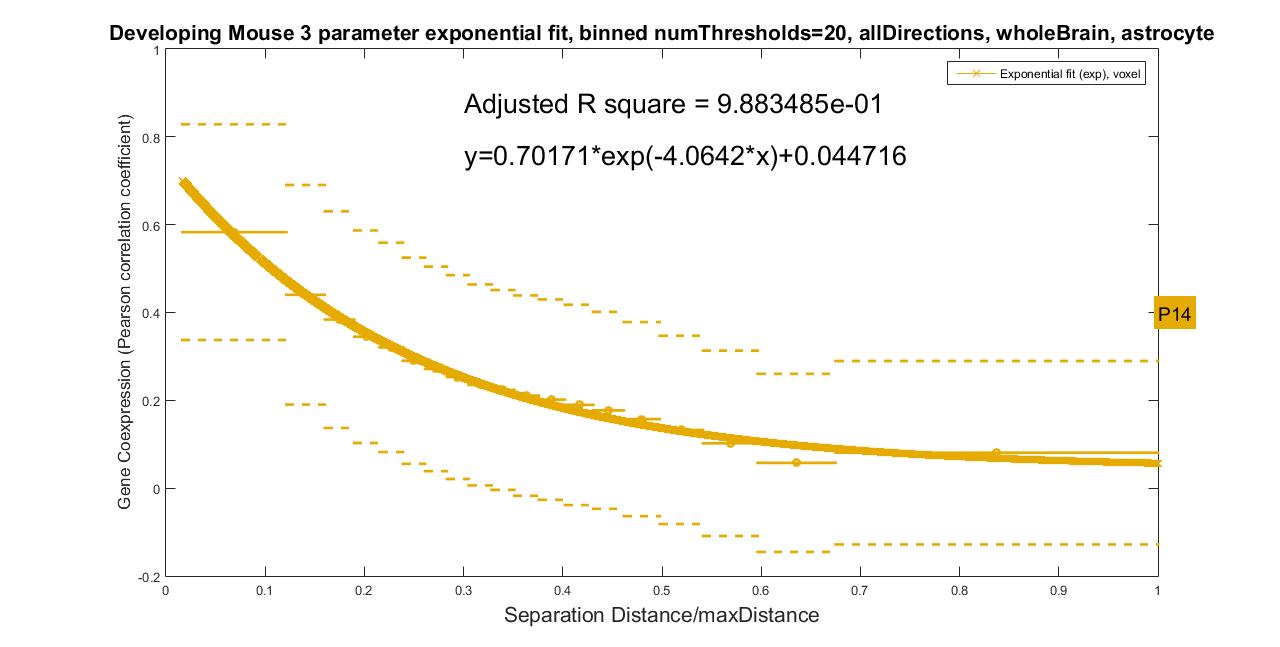 Developing Mouse 3 parameter exponential fit, binned numThresholds=20, allDirections, wholeBrain, astrocyte
Exponential fit (exp), voxel
Adjusted R square = 9.883485e-01
y=0.70171*exp(-4.0642*x)+0.044716
Gene Coexpression (Pearson correlation coefficient)
1
0.8
0.6
0.4
0.2
0
-0.2
P14
0 0.1 0.2 0.3 0.4 0.5 0.6 0.7 0.8 0.9 1
Separation Distance/maxDistance